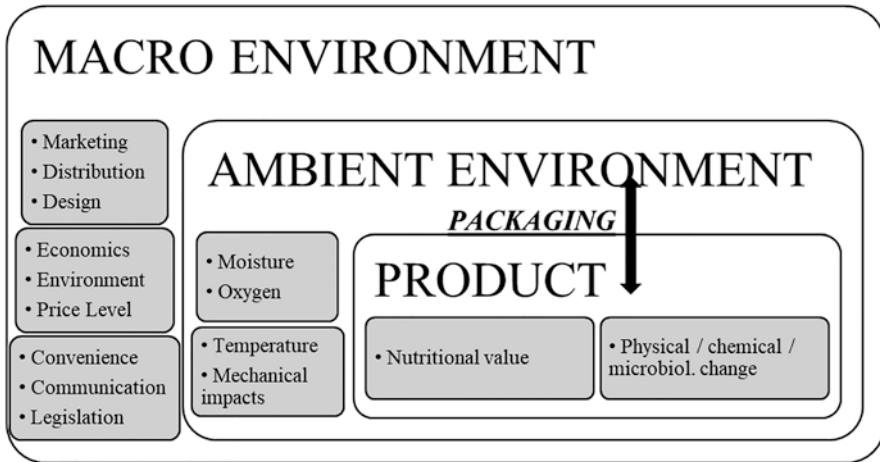 MACRO ENVIRONMENT
• Marketing
• Distribution
• Design
• Economics
• Environment
• Price Level
• Convenience
• Communication
• Legislation
AMBIENT ENVIRONMENT
PACKAGING
• Moisture
• Oxygen
• Temperature
• Mechanical
impacts
PRODUCT
• Nutritional value
• Physical / chemical /
microbiol. change